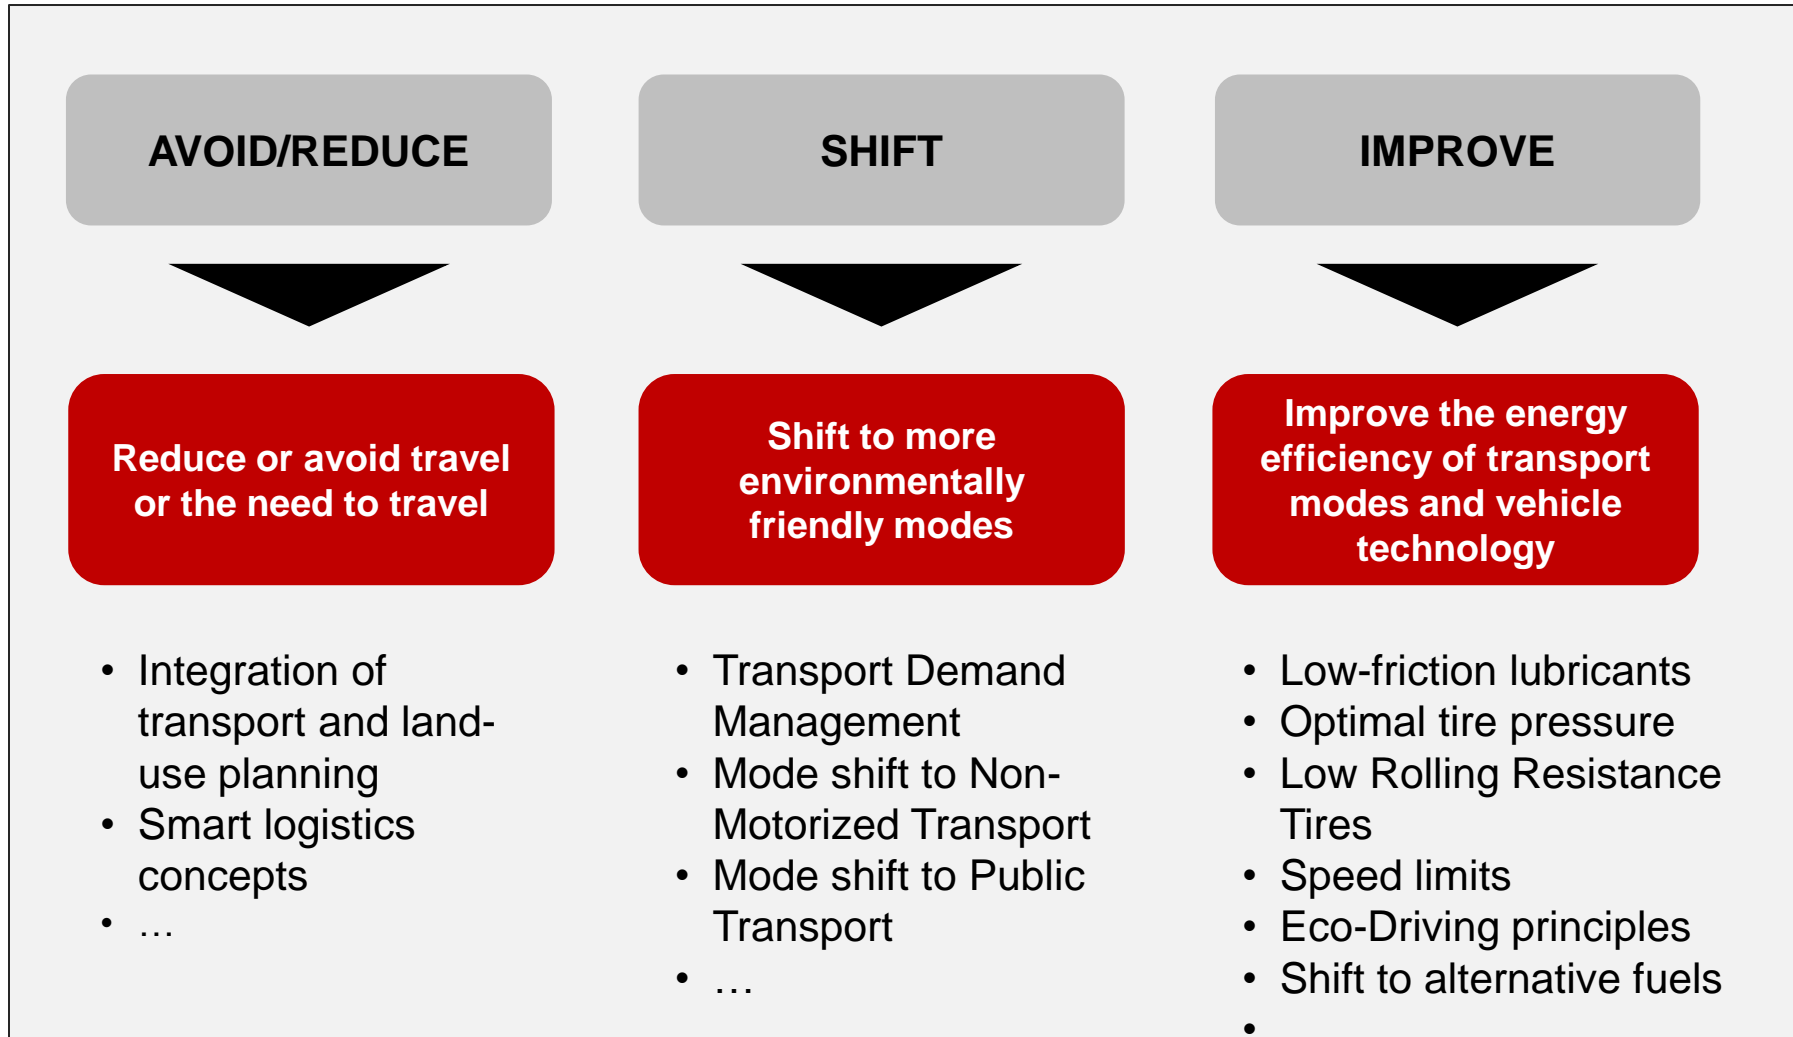 AVOID/REDUCE
SHIFT
IMPROVE
Reduce or avoid travel
or the need to travel
Shift to more
environmentally
friendly modes
Improve the energy
efficiency of transport
modes and vehicle
technology
• Integration of
transport and land-
use planning
• Smart logistics
concepts
• …
• Transport Demand
Management
• Mode shift to Non-
Motorized Transport
• Mode shift to Public
Transport
• …
• Low-friction lubricants
• Optimal tire pressure
• Low Rolling Resistance
Tires
• Speed limits
• Eco-Driving principles
• Shift to alternative fuels
•